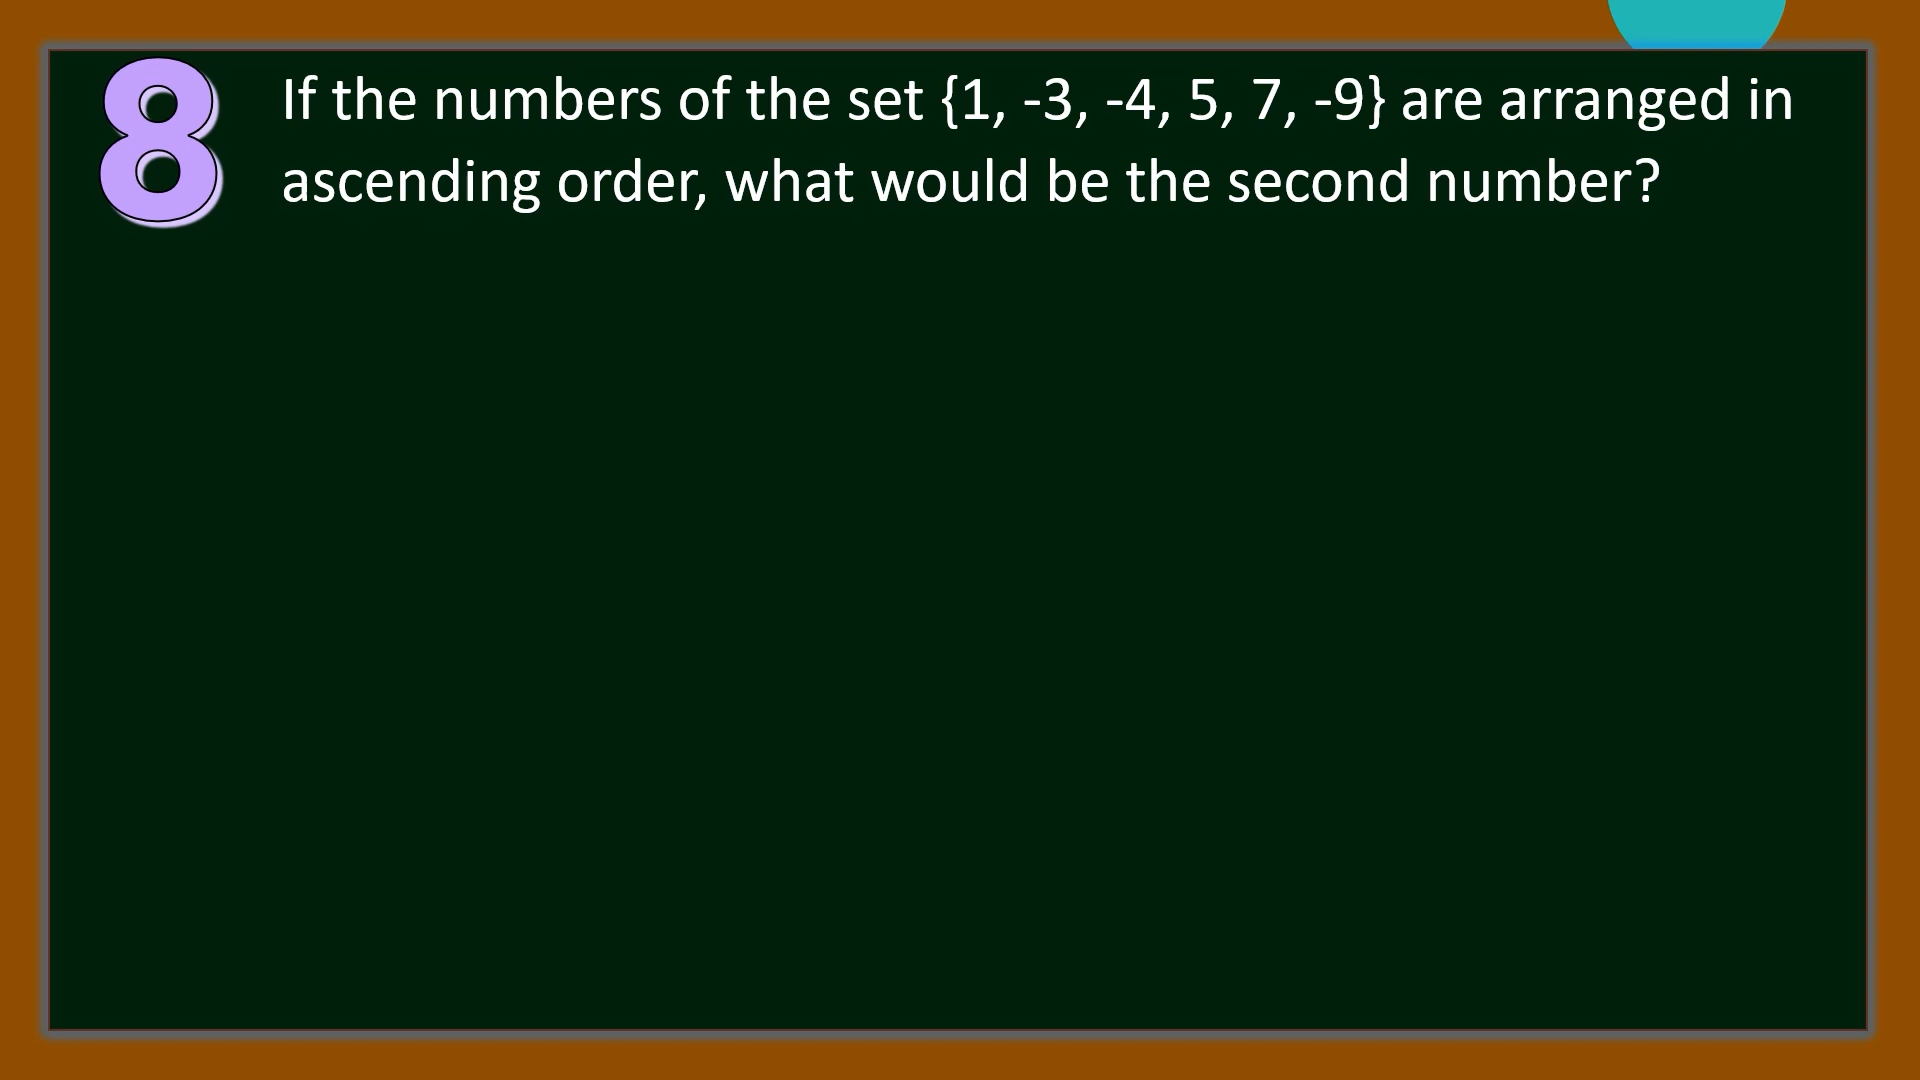 8
If the numbers of the set {1, -3, -4, 5, 7, -9} are arranged in
ascending order, what would be the second number?